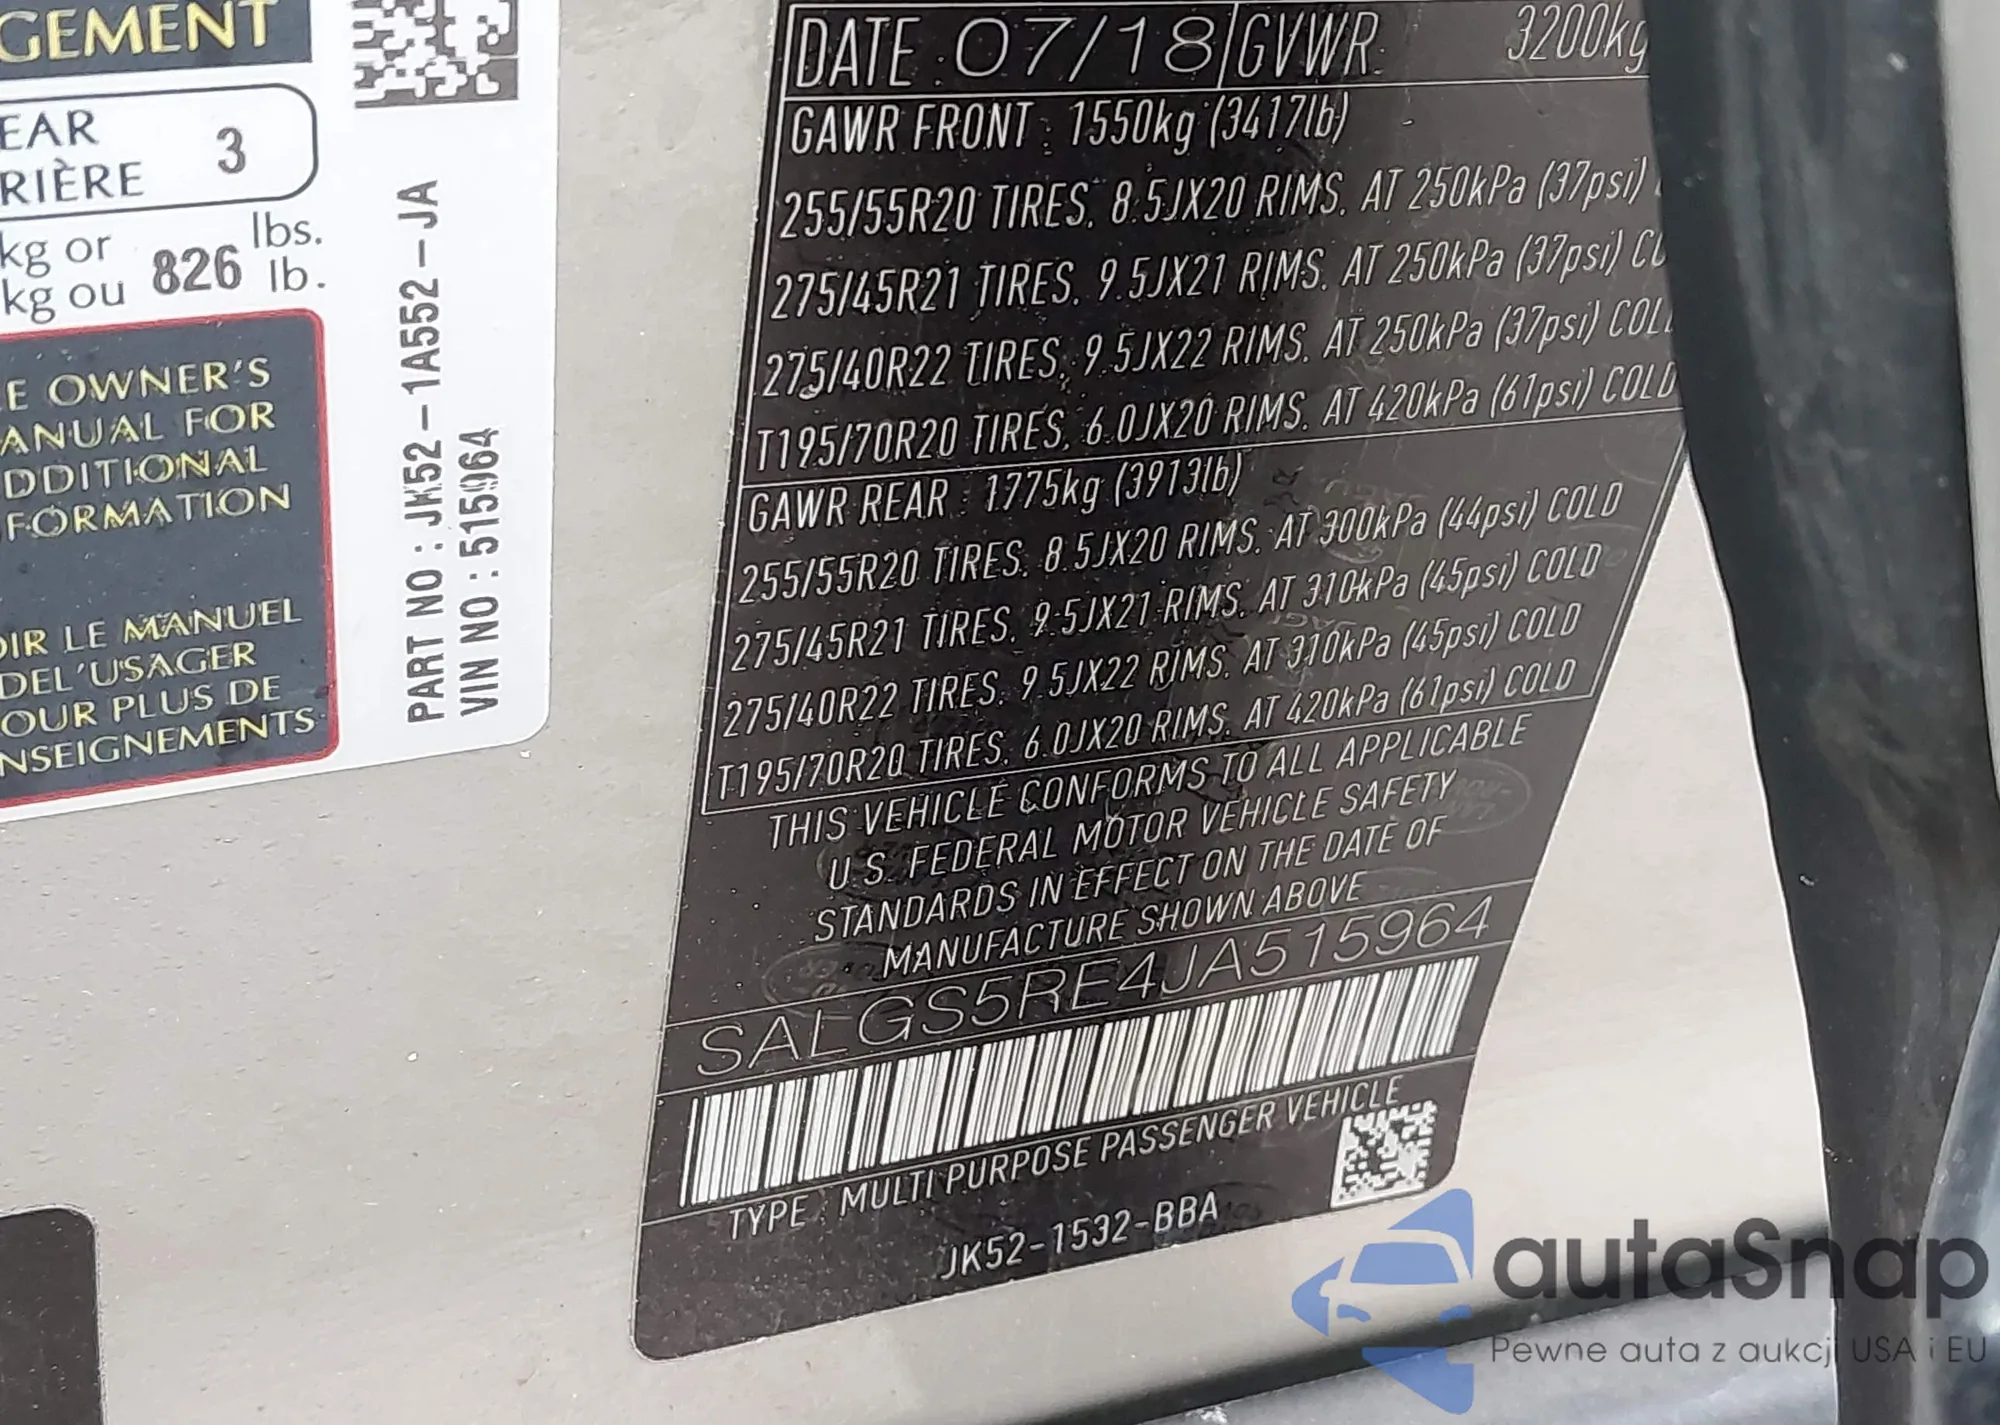 GEMENT
EAR
RIÈRE
3
kg or
kg ou
826
lbs.
lb.
E OWNER'S
ANUAL FOR
DDITIONAL
FORMATION
OIR LE MANUEL
DEL'USAGER
OUR PLUS DE
NSEIGNEMENTS
PART NO : JK52-1A552-JA
VIN NO : 515964
DATE : 07/18 GVWR: 3200kg
GAWR FRONT : 1550kg (3417lb)
255/55R20 TIRES, 8.5JX20 RIMS, AT 250kPa (37psi)
275/45R21 TIRES, 9.5JX21 RIMS, AT 250kPa (37psi) CO
275/40R22 TIRES, 9.5JX22 RIMS, AT 250kPa (37psi) COL
T195/70R20 TIRES, 6.0JX20 RIMS, AT 420kPa (61psi) COLD
GAWR REAR : 1775kg (3913lb)
255/55R20 TIRES, 8.5JX20 RIMS, AT 300kPa (44psi) COLD
275/45R21 TIRES, 9.5JX21 RIMS, AT 310kPa (45psi) COLD
275/40R22 TIRES, 9.5JX22 RIMS, AT 310kPa (45psi) COLD
T195/70R20 TIRES, 6.0JX20 RIMS, AT 420kPa (61psi) COLD
THIS VEHICLE CONFORMS TO ALL APPLICABLE
U.S. FEDERAL MOTOR VEHICLE SAFETY
STANDARDS IN EFFECT ON THE DATE OF
MANUFACTURE SHOWN ABOVE
SALGS5RE4JA515964
TYPE : MULTI PURPOSE PASSENGER VEHICLE
JK52-1532-BBA
autaSnap
Pewne auta z aukcji USA i EU